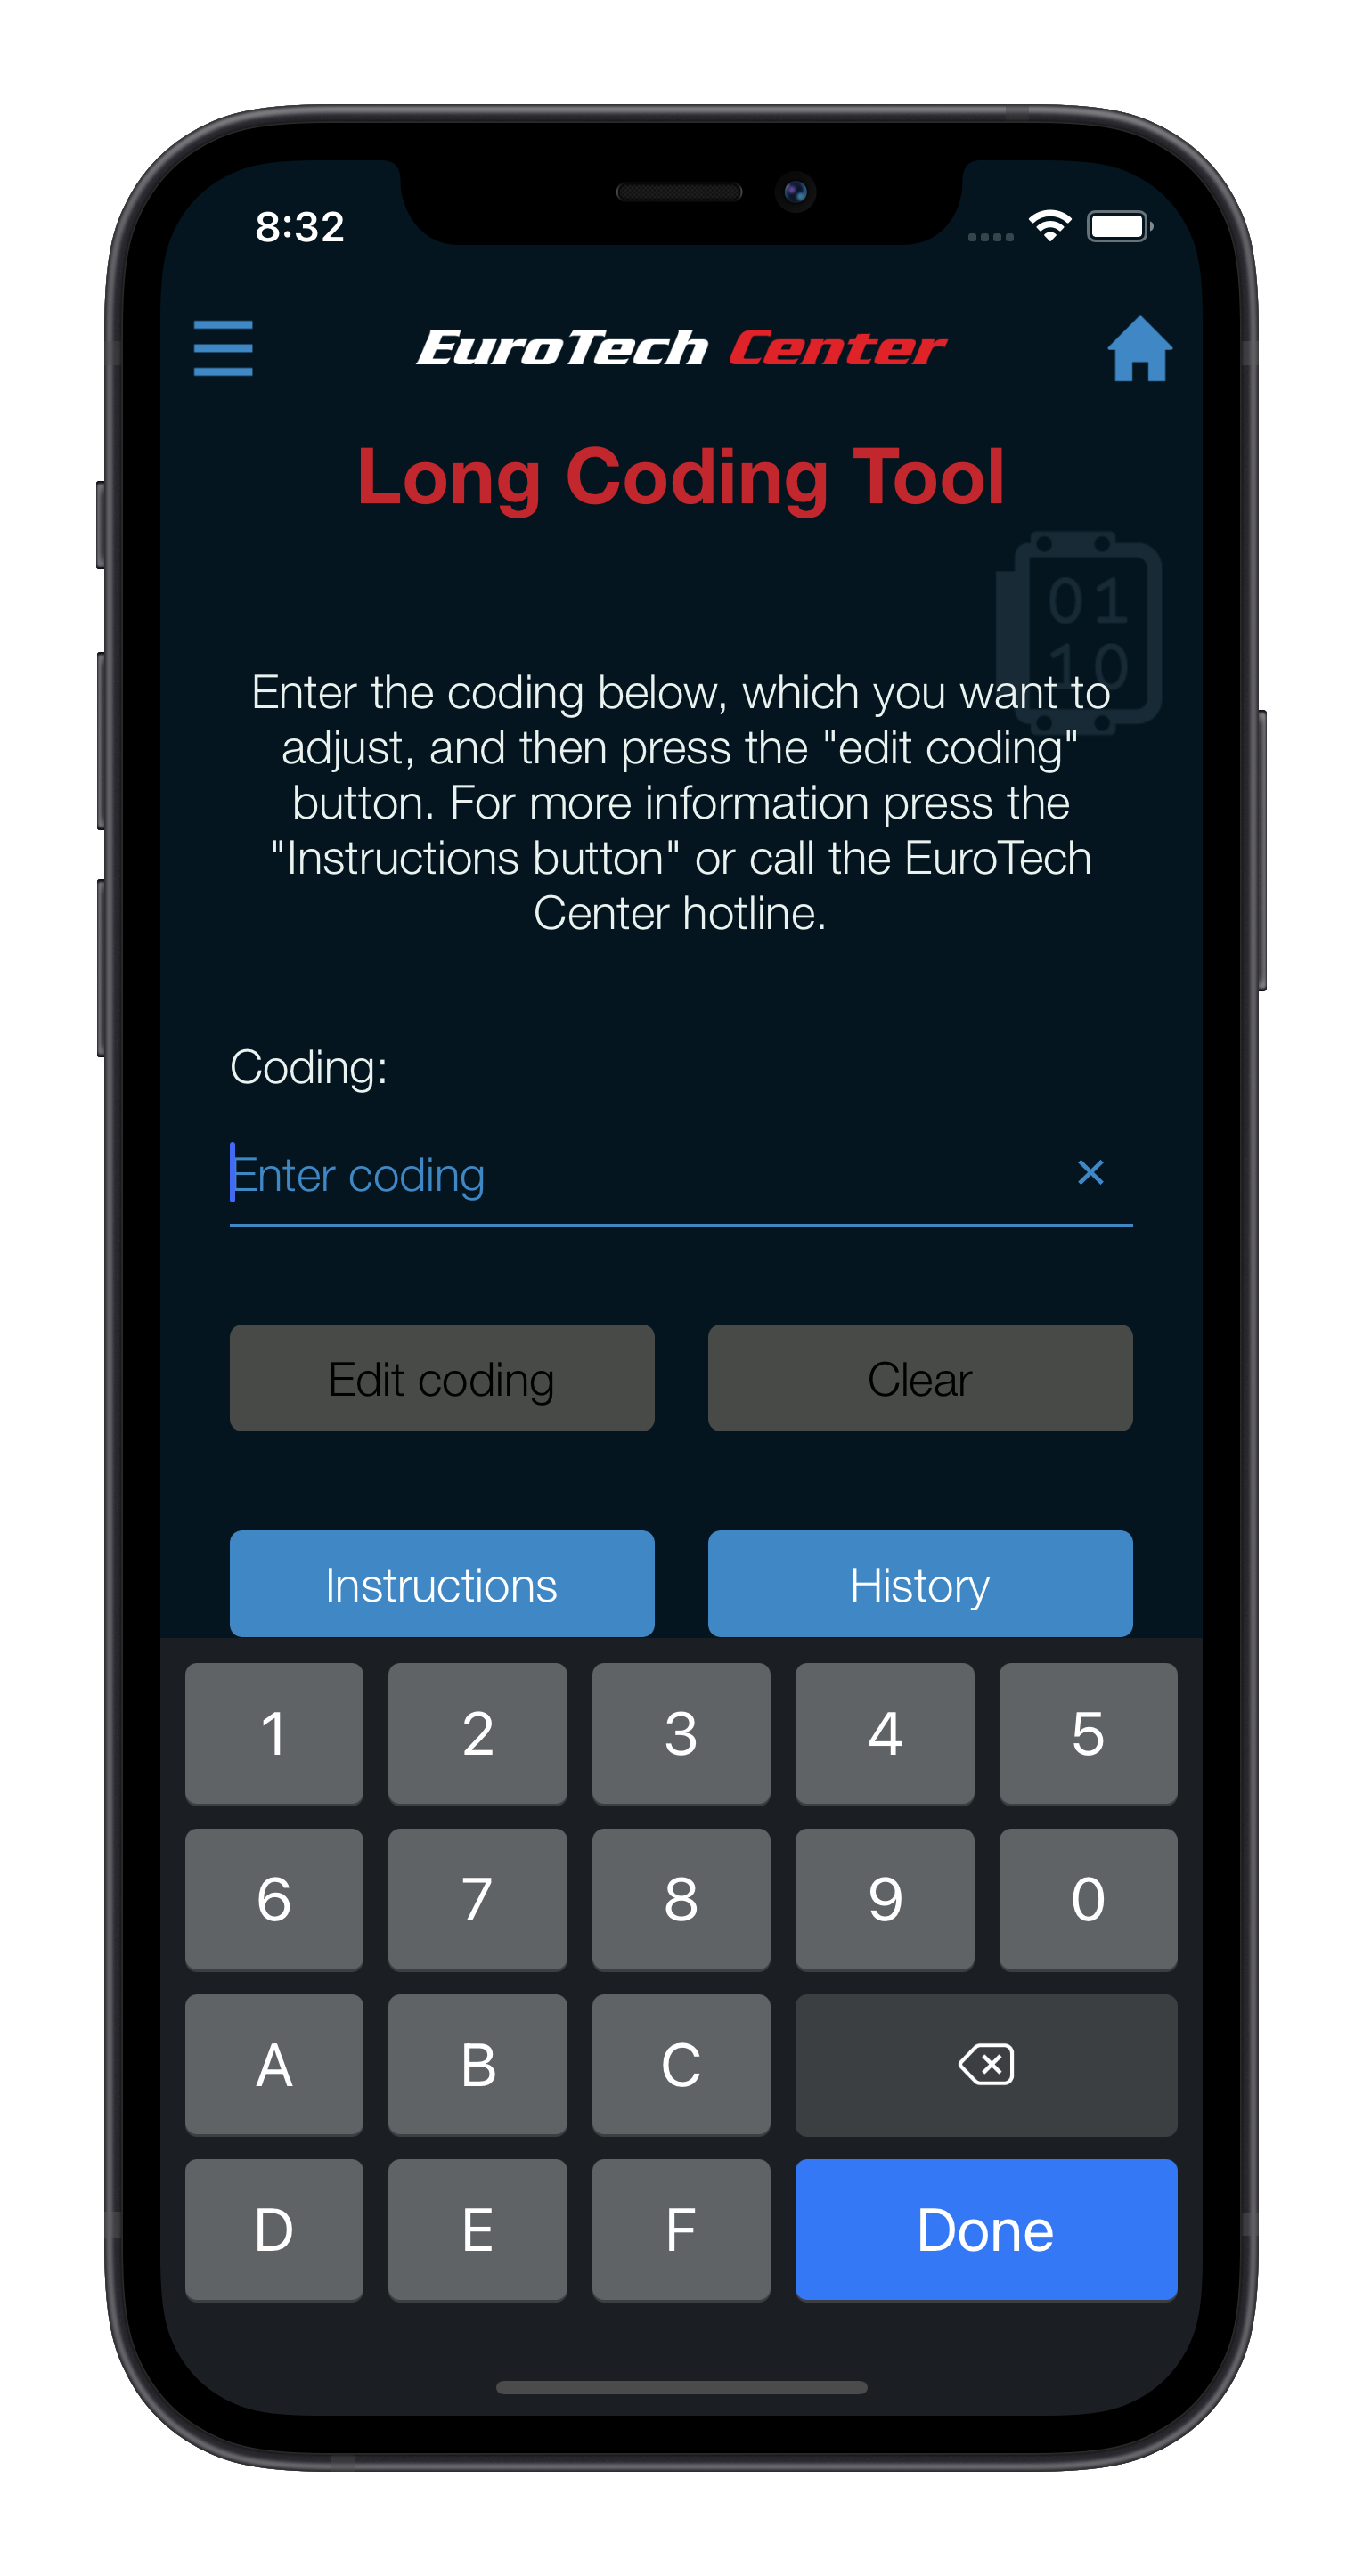 8:32
EuroTech Center
Long Coding Tool
01
10
Enter the coding below, which you want to
adjust, and then press the "edit coding"
button. For more information press the
"Instructions button" or call the EuroTech
Center hotline.
Coding:
Enter coding
Edit coding
Clear
Instructions
History
1 2 3 4 5
6 7 8 9 0
A B C
D E F Done